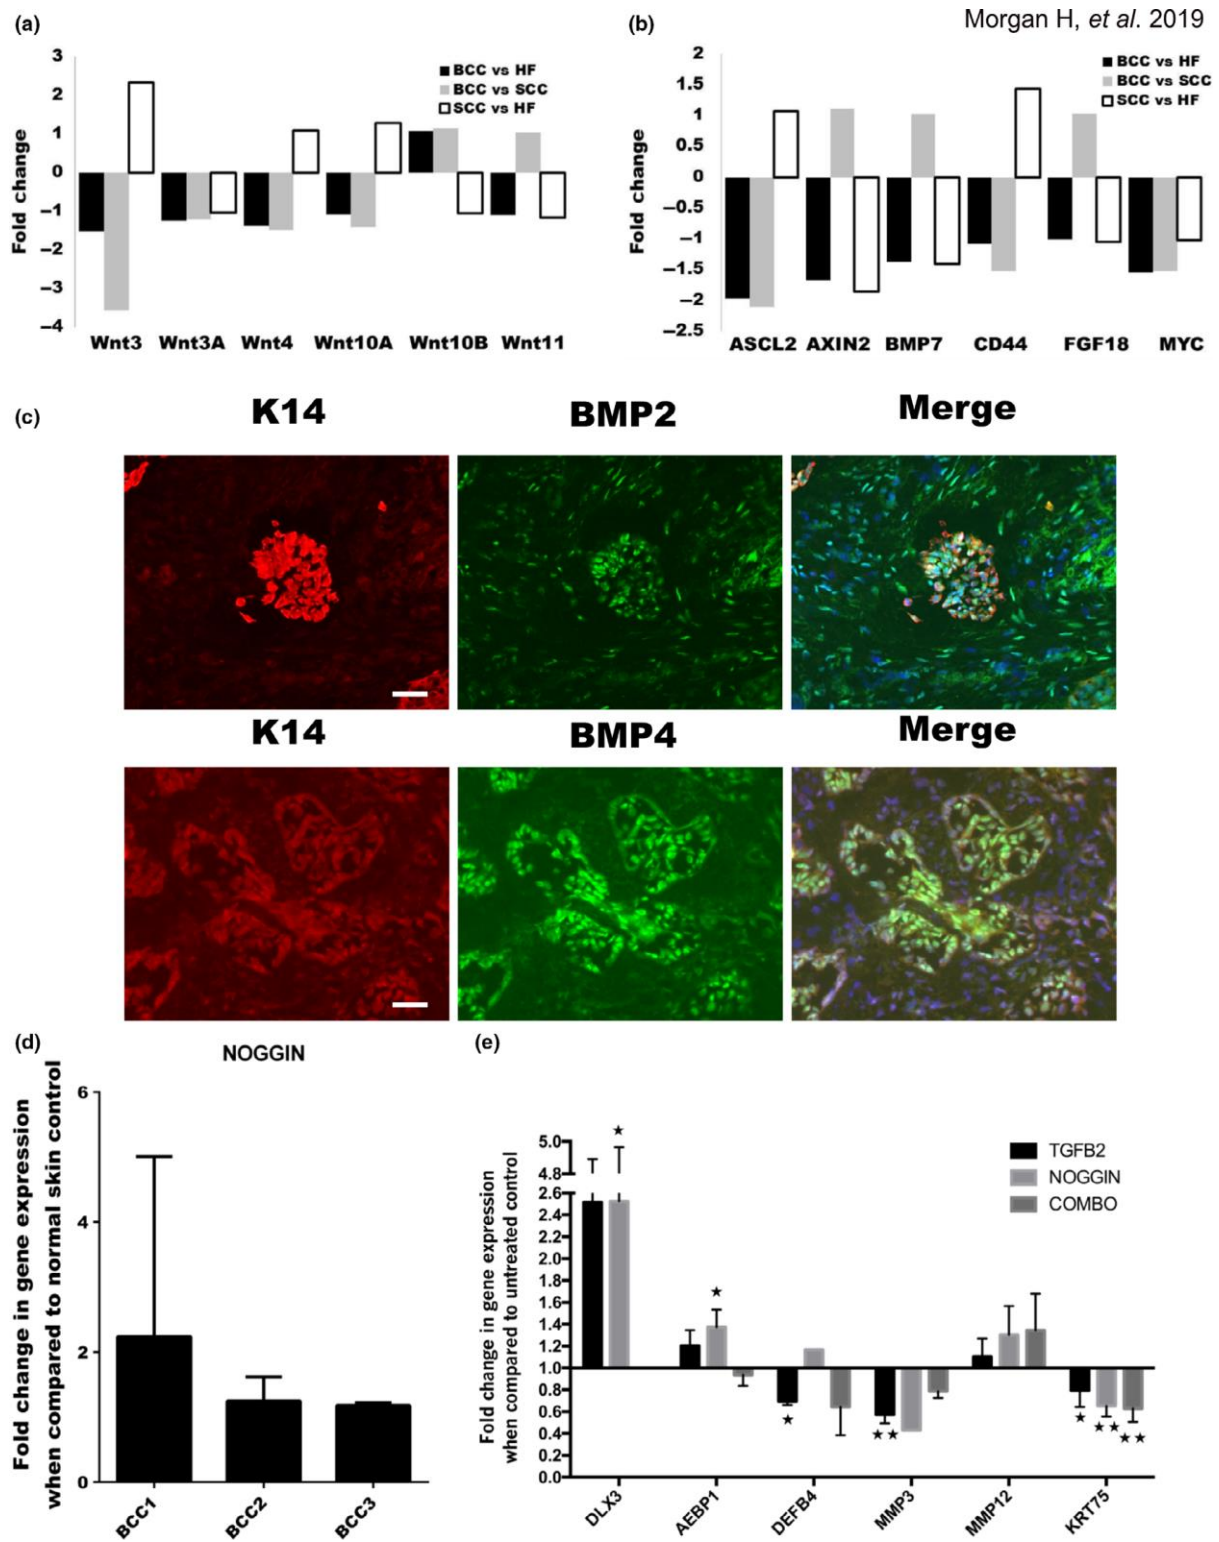 Morgan H, et al. 2019
(a)
3
2
1
0
–1
–2
–3
–4
Fold change
BCC vs HF
BCC vs SCC
SCC vs HF
Wnt3 Wnt3A Wnt4 Wnt10A Wnt10B Wnt11
(b)
2
1.5
1
0.5
0
–0.5
–1
–1.5
–2
–2.5
Fold change
BCC vs HF
BCC vs SCC
SCC vs HF
ASCL2 AXIN2 BMP7 CD44 FGF18 MYC
(c)
K14 BMP2 Merge
K14 BMP4 Merge
(d)
NOGGIN
Fold change in gene expression
when compared to normal skin control
6
4
2
0
BCC1 BCC2 BCC3
(e)
Fold change in gene expression
when compared to untreated control
5.0
4.8
2.6
2.4
2.2
2.0
1.8
1.6
1.4
1.2
1.0
0.8
0.6
0.4
0.2
0.0
TGFB2
NOGGIN
COMBO
DLX3 AEBP1 DEFB4 MMP3 MMP12 KRT75